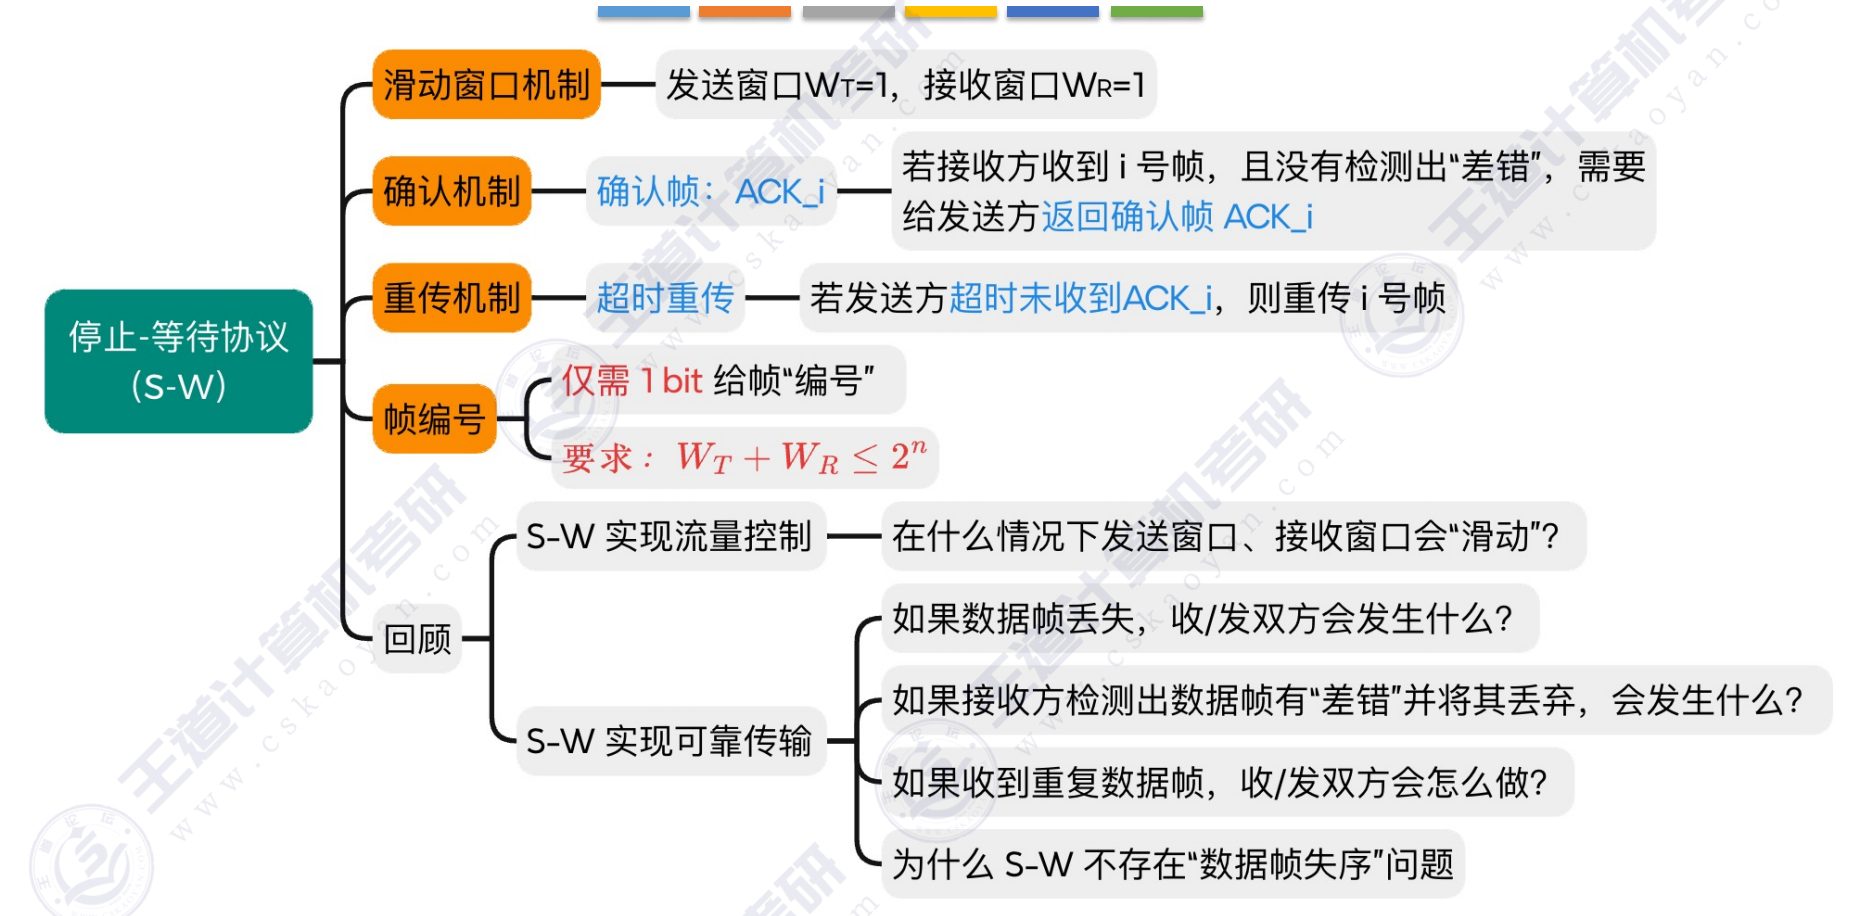 滑动窗口机制
发送窗口WT=1，接收窗口WR=1
确认机制
确认帧：ACK_i
若接收方收到 i 号帧，且没有检测出“差错”，需要
给发送方返回确认帧 ACK_i
重传机制
超时重传
若发送方超时未收到ACK_i，则重传 i 号帧
停止-等待协议
(S-W)
帧编号
仅需 1 bit 给帧“编号”
要求：W_T + W_R ≤ 2^n
回顾
S-W 实现流量控制
在什么情况下发送窗口、接收窗口会“滑动”？
S-W 实现可靠传输
如果数据帧丢失，收/发双方会发生什么？
如果接收方检测出数据帧有“差错”并将其丢弃，会发生什么？
如果收到重复数据帧，收/发双方会怎么做？
为什么 S-W 不存在“数据帧失序”问题
王道计算机考研
www.cskaoyan.com